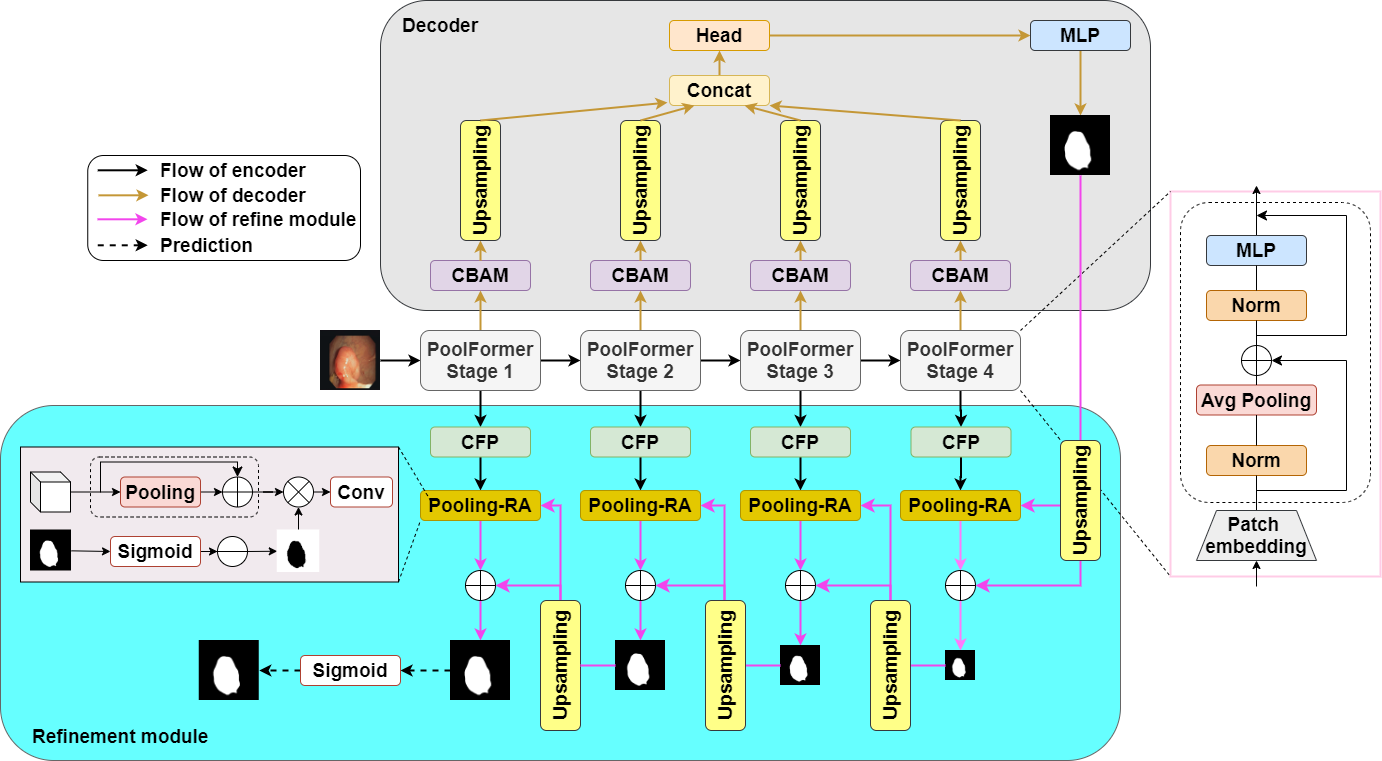 Decoder
Head
MLP
Concat
Upsampling
Upsampling
Upsampling
Upsampling
Flow of encoder
Flow of decoder
Flow of refine module
Prediction
CBAM
CBAM
CBAM
CBAM
PoolFormer
Stage 1
PoolFormer
Stage 2
PoolFormer
Stage 3
PoolFormer
Stage 4
MLP
Norm
Avg Pooling
Norm
Patch
embedding
CFP
CFP
CFP
CFP
Pooling
Conv
Sigmoid
Pooling-RA
Pooling-RA
Pooling-RA
Pooling-RA
Upsampling
Upsampling
Upsampling
Upsampling
Sigmoid
Refinement module